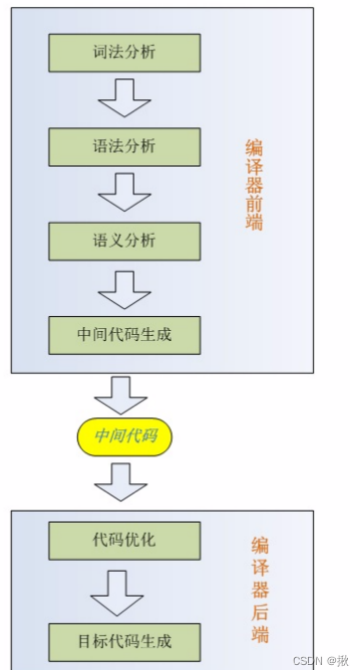 词法分析
语法分析
编译器前端
语义分析
中间代码生成
中间代码
代码优化
编译器后端
目标代码生成
CSDN @揪